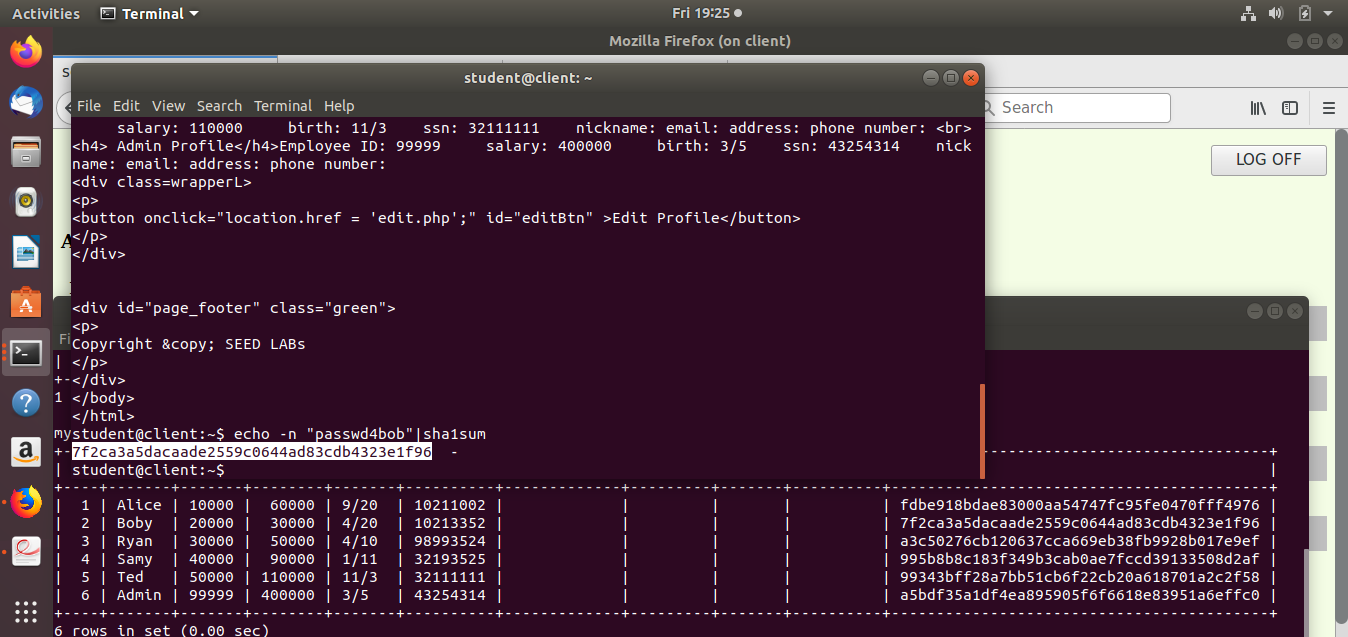 Activities Terminal Fri 19:25
Mozilla Firefox (on client)
S
student@client: ~
File Edit View Search Terminal Help
Search
LOG OFF
salary: 110000     birth: 11/3    ssn: 32111111    nickname: email: address: phone number: <br>
<h4> Admin Profile</h4>Employee ID: 99999     salary: 400000     birth: 3/5    ssn: 43254314    nick
name: email: address: phone number:
<div class=wrapperL>
<p>
<button onclick="location.href = 'edit.php';" id="editBtn" >Edit Profile</button>
</p>
</div>
A
<div id="page_footer" class="green">
<p>
Fi
Copyright &copy; SEED LABs
</p>
</div>
</body>
1
</html>
my
student@client:~$ echo -n "passwd4bob"|sha1sum
7f2ca3a5dacaade2559c0644ad83cdb4323e1f96  -
student@client:~$
| 1 | Alice | 10000 | 60000 | 9/20 | 10211002 | | | | | fdbe918bdae83000aa54747fc95fe0470fff4976 |
| 2 | Boby | 20000 | 30000 | 4/20 | 10213352 | | | | | 7f2ca3a5dacaade2559c0644ad83cdb4323e1f96 |
| 3 | Ryan | 30000 | 50000 | 4/10 | 98993524 | | | | | a3c50276cb120637cca669eb38fb9928b017e9ef |
| 4 | Samy | 40000 | 90000 | 1/11 | 32193525 | | | | | 995b8b8c183f349b3cab0ae7fccd39133508d2af |
| 5 | Ted | 50000 | 110000 | 11/3 | 32111111 | | | | | 99343bff28a7bb51cb6f22cb20a618701a2c2f58 |
| 6 | Admin | 99999 | 400000 | 3/5 | 43254314 | | | | | a5bdf35a1df4ea895905f6f6618e83951a6effc0 |
6 rows in set (0.00 sec)